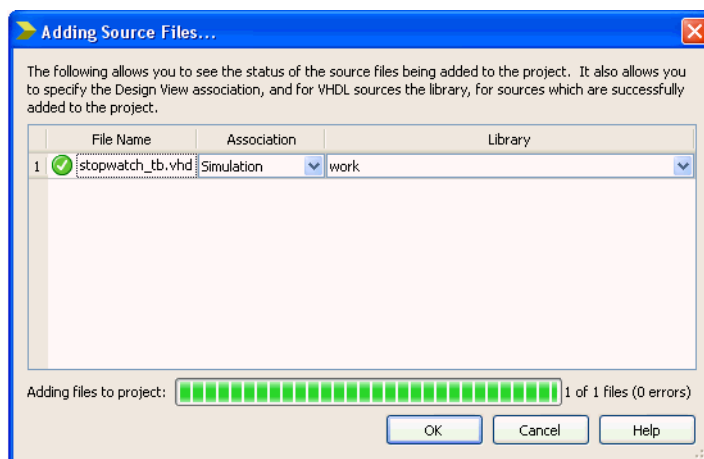 Adding Source Files...
The following allows you to see the status of the source files being added to the project. It also allows you
to specify the Design View association, and for VHDL sources the library, for sources which are successfully
added to the project.
File Name Association Library
1 stopwatch_tb.vhd Simulation work
Adding files to project: 1 of 1 files (0 errors)
OK Cancel Help